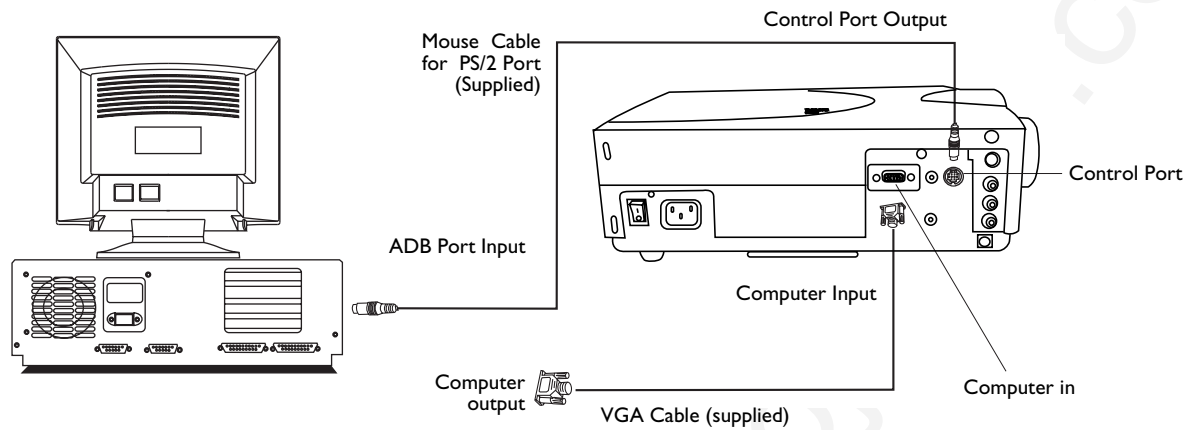 Control Port Output
Mouse Cable
for PS/2 Port
(Supplied)
Control Port
ADB Port Input
Computer Input
Computer
output
VGA Cable (supplied)
Computer in